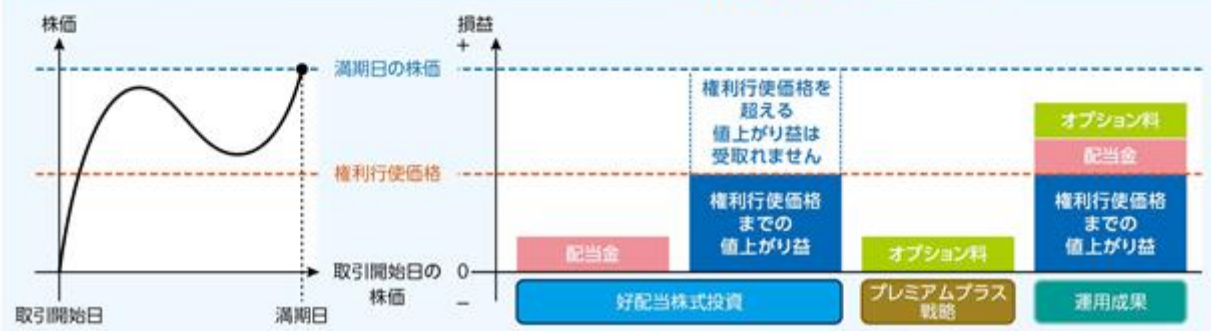 株価
満期日の株価
権利行使価格
取引開始日の
株価
取引開始日
満期日
損益
+
0
−
配当金
権利行使価格を
超える
値上がり益は
受取れません
権利行使価格
までの
値上がり益
オプション料
オプション料
配当金
権利行使価格
までの
値上がり益
好配当株式投資
プレミアムプラス
戦略
運用成果